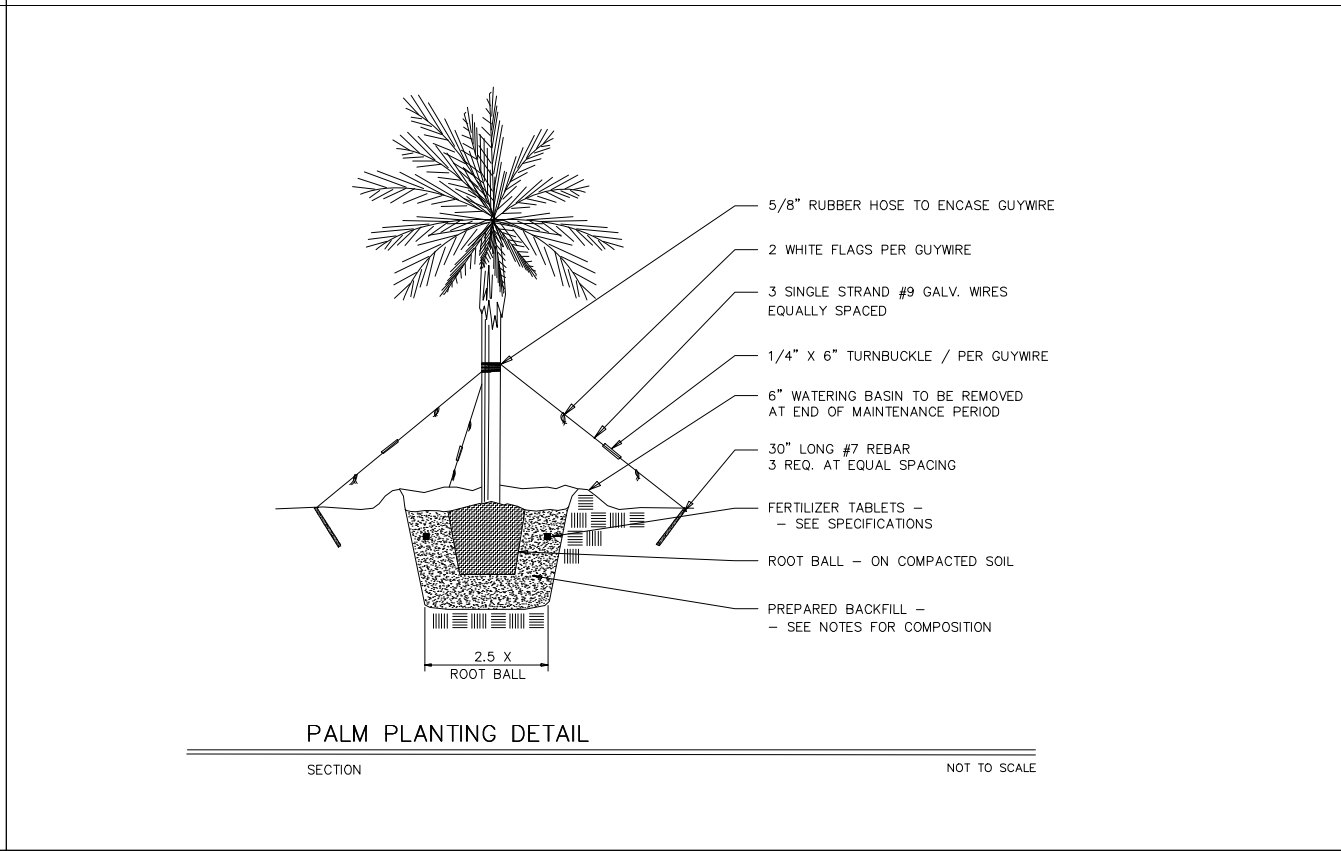 5/8” RUBBER HOSE TO ENCASE GUYWIRE
2 WHITE FLAGS PER GUYWIRE
3 SINGLE STRAND #9 GALV. WIRES
EQUALLY SPACED
1/4” X 6” TURNBUCKLE / PER GUYWIRE
6” WATERING BASIN TO BE REMOVED
AT END OF MAINTENANCE PERIOD
30” LONG #7 REBAR
3 REQ. AT EQUAL SPACING
FERTILIZER TABLETS –
– SEE SPECIFICATIONS
ROOT BALL – ON COMPACTED SOIL
PREPARED BACKFILL –
– SEE NOTES FOR COMPOSITION
2.5 X
ROOT BALL
PALM PLANTING DETAIL
SECTION
NOT TO SCALE